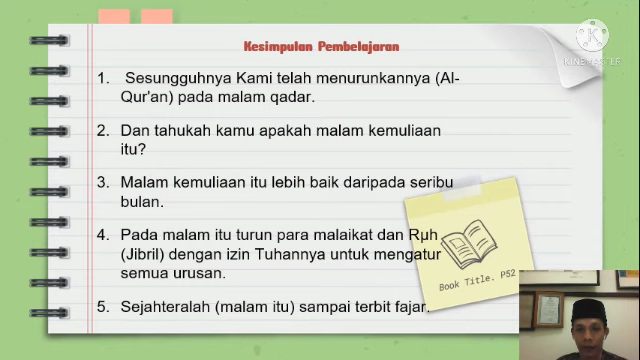 Kesimpulan Pembelajaran
1. Sesungguhnya Kami telah menurunkannya (Al-
Qur'an) pada malam qadar.
2. Dan tahukah kamu apakah malam kemuliaan
itu?
3. Malam kemuliaan itu lebih baik daripada seribu
bulan.
4. Pada malam itu turun para malaikat dan Rµh
(Jibril) dengan izin Tuhannya untuk mengatur
semua urusan.
5. Sejahteralah (malam itu) sampai terbit fajar.
Book Title. P52
KINEMASTER